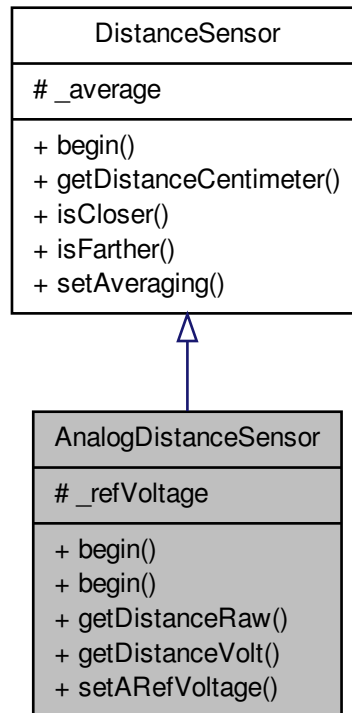 DistanceSensor
# _average
+ begin()
+ getDistanceCentimeter()
+ isCloser()
+ isFarther()
+ setAveraging()
AnalogDistanceSensor
# _refVoltage
+ begin()
+ begin()
+ getDistanceRaw()
+ getDistanceVolt()
+ setARefVoltage()